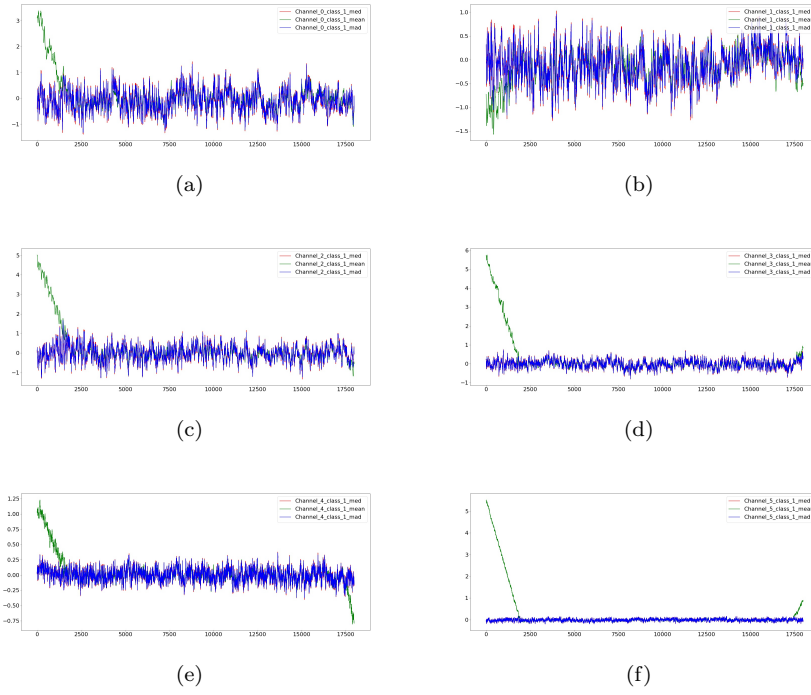 Channel_0_class_1_med
Channel_0_class_1_mean
Channel_0_class_1_mad
3
2
1
0
−1
0 2500 5000 7500 10000 12500 15000 17500
(a)
Channel_1_class_1_med
Channel_1_class_1_mean
Channel_1_class_1_mad
1.0
0.5
0.0
−0.5
−1.0
−1.5
0 2500 5000 7500 10000 12500 15000 17500
(b)
Channel_2_class_1_med
Channel_2_class_1_mean
Channel_2_class_1_mad
5
4
3
2
1
0
−1
0 2500 5000 7500 10000 12500 15000 17500
(c)
Channel_3_class_1_med
Channel_3_class_1_mean
Channel_3_class_1_mad
6
5
4
3
2
1
0
−1
0 2500 5000 7500 10000 12500 15000 17500
(d)
Channel_4_class_1_med
Channel_4_class_1_mean
Channel_4_class_1_mad
1.25
1.00
0.75
0.50
0.25
0.00
−0.25
−0.50
−0.75
0 2500 5000 7500 10000 12500 15000 17500
(e)
Channel_5_class_1_med
Channel_5_class_1_mean
Channel_5_class_1_mad
5
4
3
2
1
0
0 2500 5000 7500 10000 12500 15000 17500
(f)